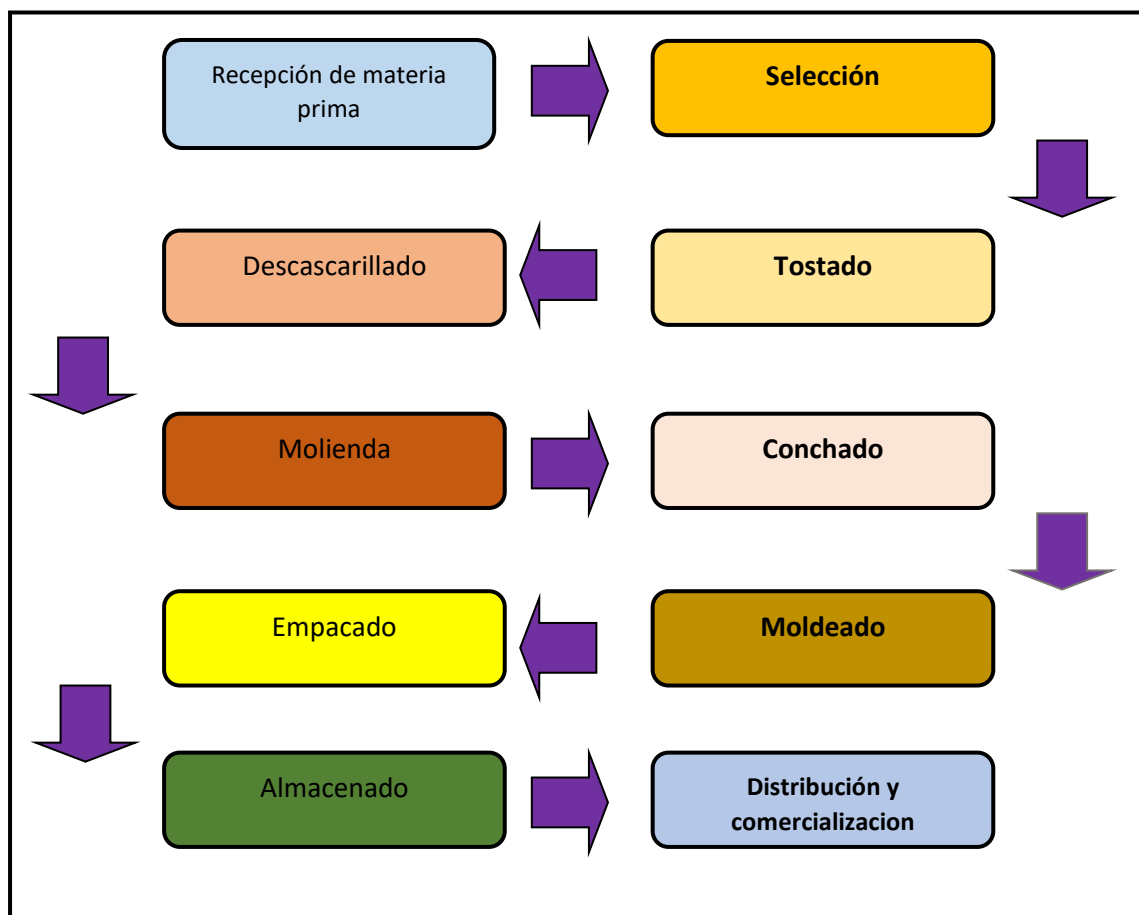 Recepción de materia
prima
Selección
Tostado
Descascarillado
Molienda
Conchado
Moldeado
Empacado
Almacenado
Distribución y
comercializacion